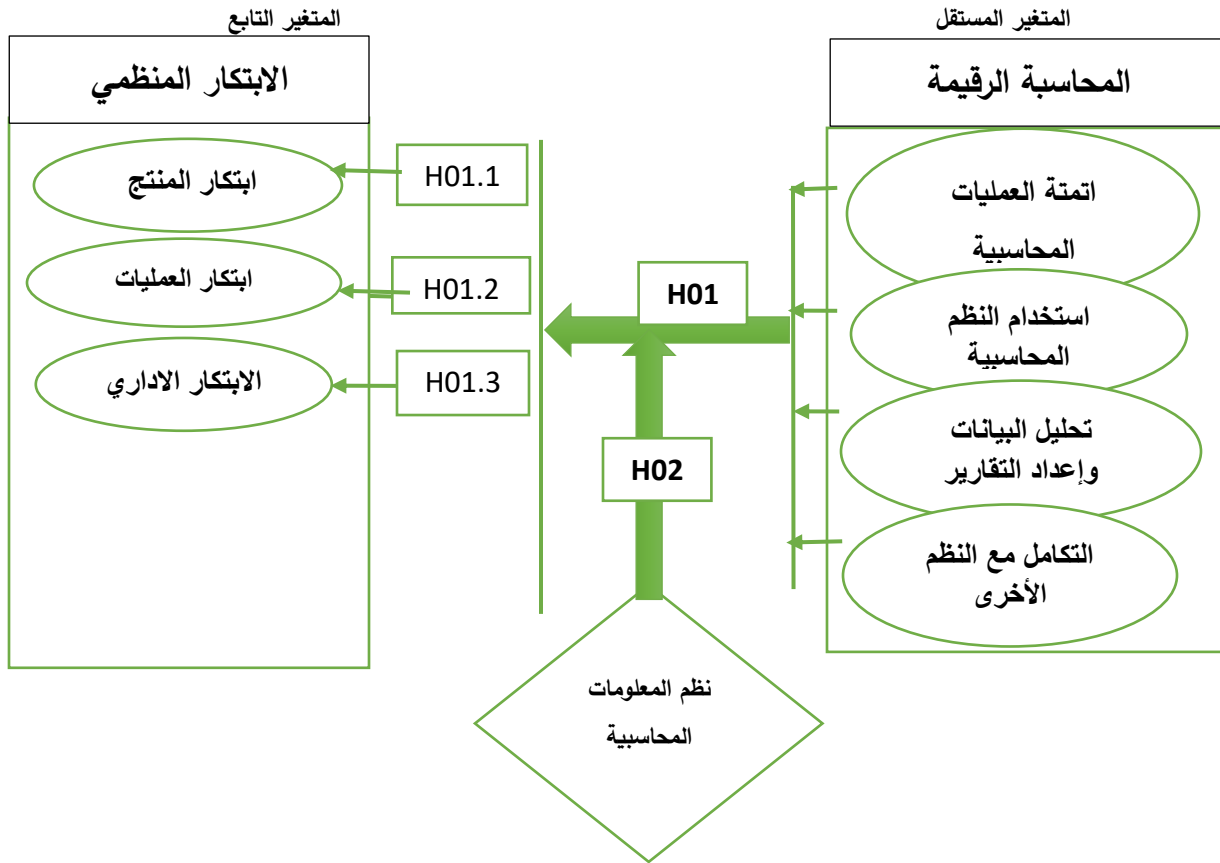 المتغير المستقل
المتغير التابع
المحاسبة الرقيمة
الابتكار المنظمي
اتمتة العمليات
المحاسبية
استخدام النظم
المحاسبية
تحليل البيانات
وإعداد التقارير
التكامل مع النظم
الأخرى
H01
H02
نظم المعلومات
المحاسبية
H01.1
H01.2
H01.3
ابتكار المنتج
ابتكار العمليات
الابتكار الاداري